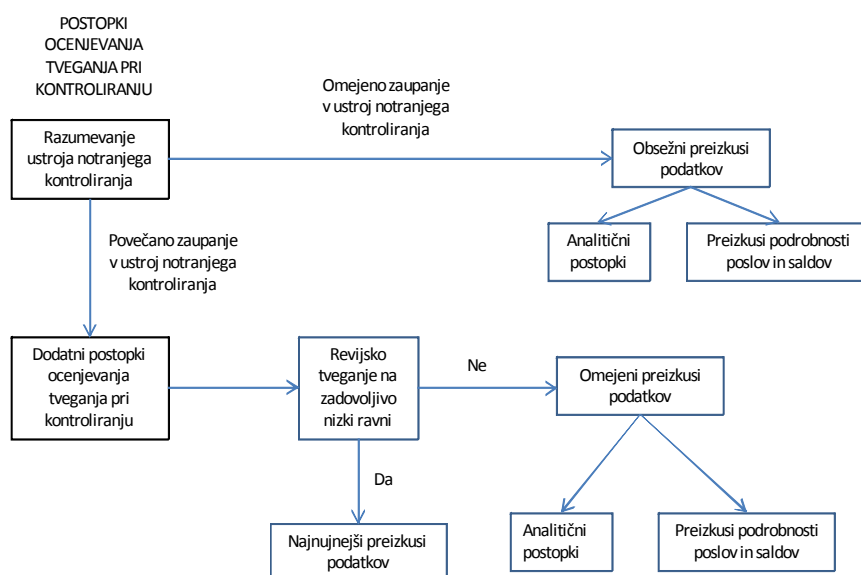 POSTOPKI
OCENJEVANJA
TVEGANJA PRI
KONTROLIRANJU
Omejeno zaupanje
v ustroj notranjega
kontroliranja
Razumevanje
ustroja notranjega
kontroliranja
Obsežni preizkusi
podatkov
Povečano zaupanje
v ustroj notranjega
kontroliranja
Analitični
postopki
Preizkusi podrobnosti
poslov in saldov
Dodatni postopki
ocenjevanja
tveganja pri
kontroliranju
Revijsko
tveganje na
zadovoljivo
nizki ravni
Ne
Omejeni preizkusi
podatkov
Da
Najnujnejši preizkusi
podatkov
Analitični
postopki
Preizkusi podrobnosti
poslov in saldov